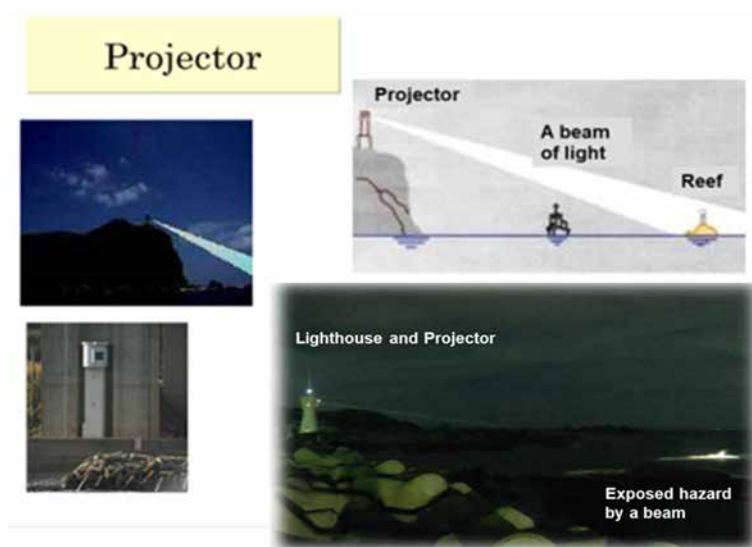 Projector
Projector
A beam
of light
Reef
Lighthouse and Projector
Exposed hazard
by a beam